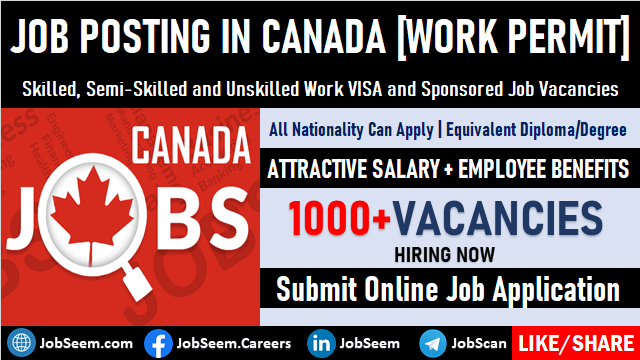 JOB POSTING IN CANADA [WORK PERMIT]
Skilled, Semi-Skilled and Unskilled Work VISA and Sponsored Job Vacancies
CANADA
JOBS
All Nationality Can Apply | Equivalent Diploma/Degree
ATTRACTIVE SALARY + EMPLOYEE BENEFITS
1000+VACANCIES
HIRING NOW
Submit Online Job Application
JobSeem.com
JobSeem.Careers
JobSeem
JobScan
LIKE/SHARE